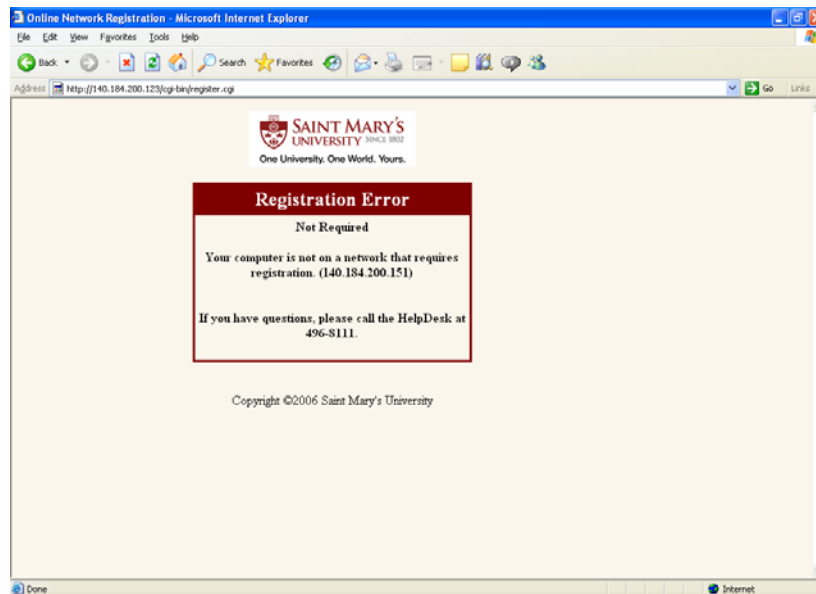 Online Network Registration - Microsoft Internet Explorer
File Edit View Favorites Tools Help
Back Search Favorites
Address http://140.184.200.123/cgi-bin/register.cgi Go Links
SAINT MARY'S
UNIVERSITY SINCE 1802
One University. One World. Yours.
Registration Error
Not Required
Your computer is not on a network that requires
registration. (140.184.200.151)
If you have questions, please call the HelpDesk at
496-8111.
Copyright ©2006 Saint Mary's University
Done Internet